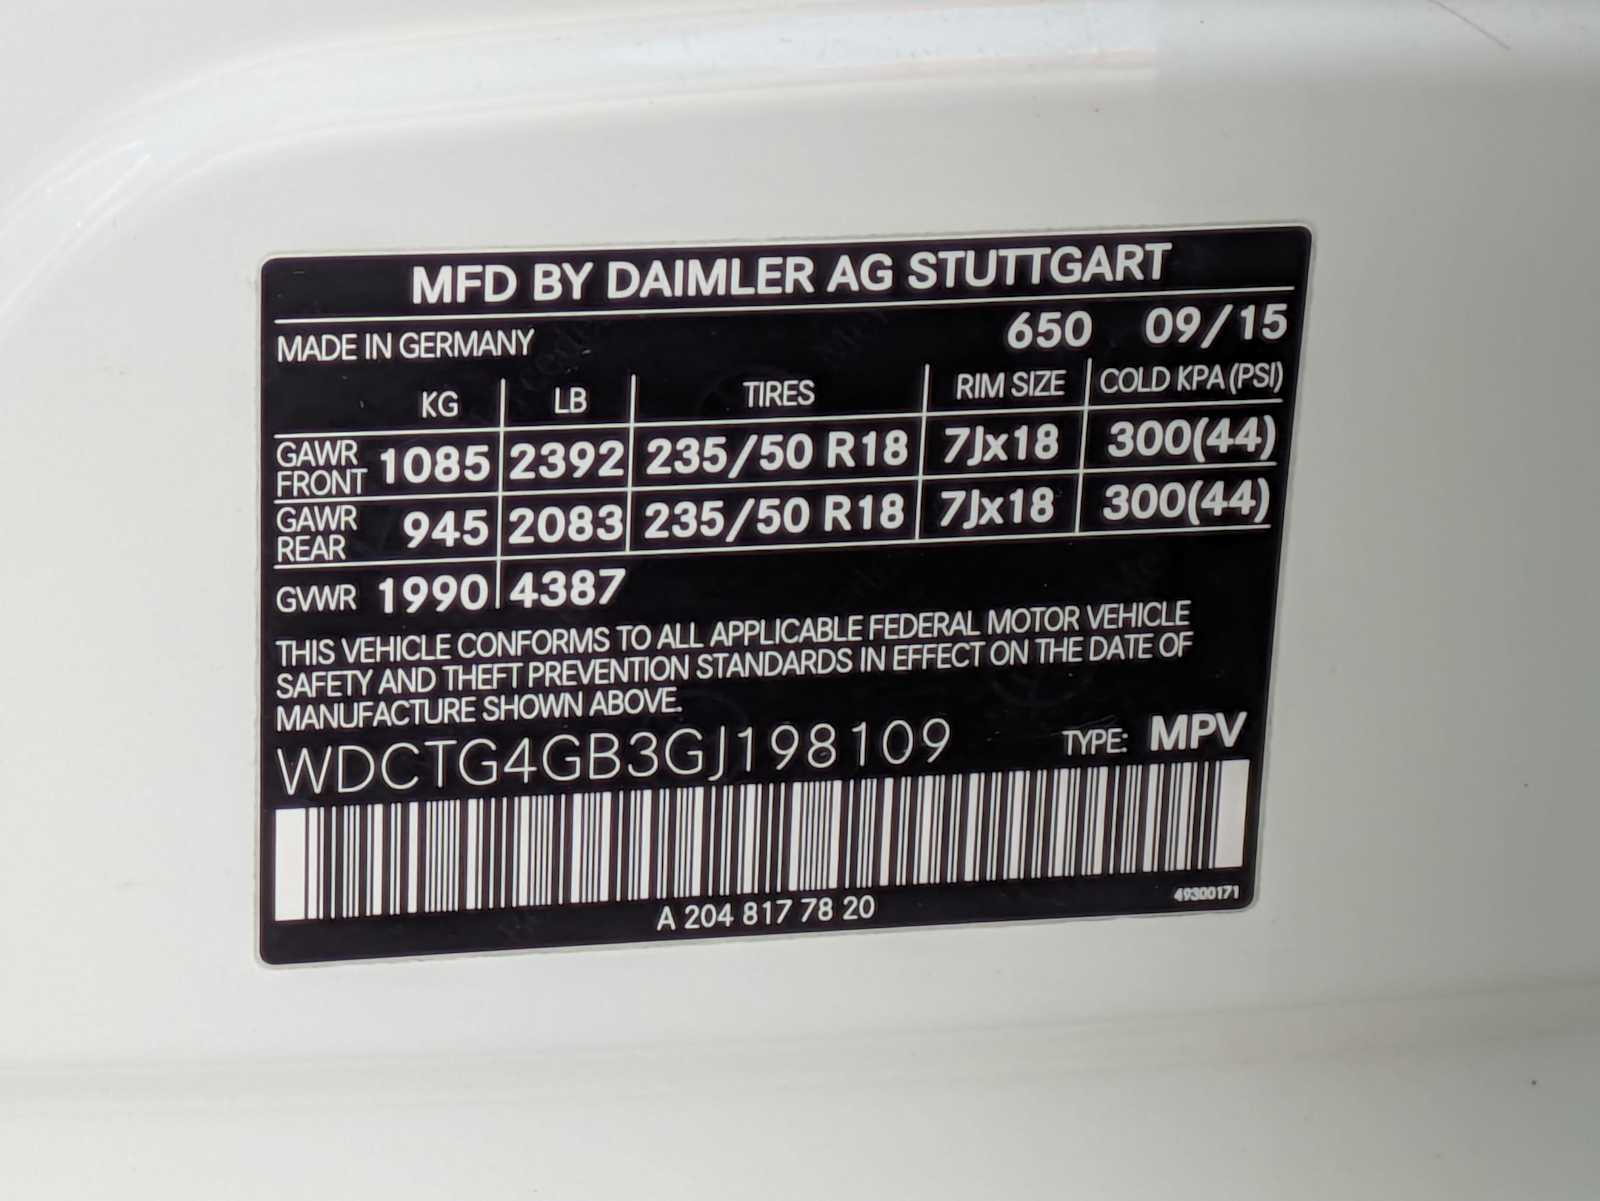 MFD BY DAIMLER AG STUTTGART
MADE IN GERMANY 650 09/15
KG LB TIRES RIM SIZE COLD KPA (PSI)
GAWR FRONT 1085 2392 235/50 R18 7Jx18 300(44)
GAWR REAR 945 2083 235/50 R18 7Jx18 300(44)
GVWR 1990 4387
THIS VEHICLE CONFORMS TO ALL APPLICABLE FEDERAL MOTOR VEHICLE
SAFETY AND THEFT PREVENTION STANDARDS IN EFFECT ON THE DATE OF
MANUFACTURE SHOWN ABOVE.
WDCTG4GB3GJ198109 TYPE: MPV
49300171
A 204 817 78 20